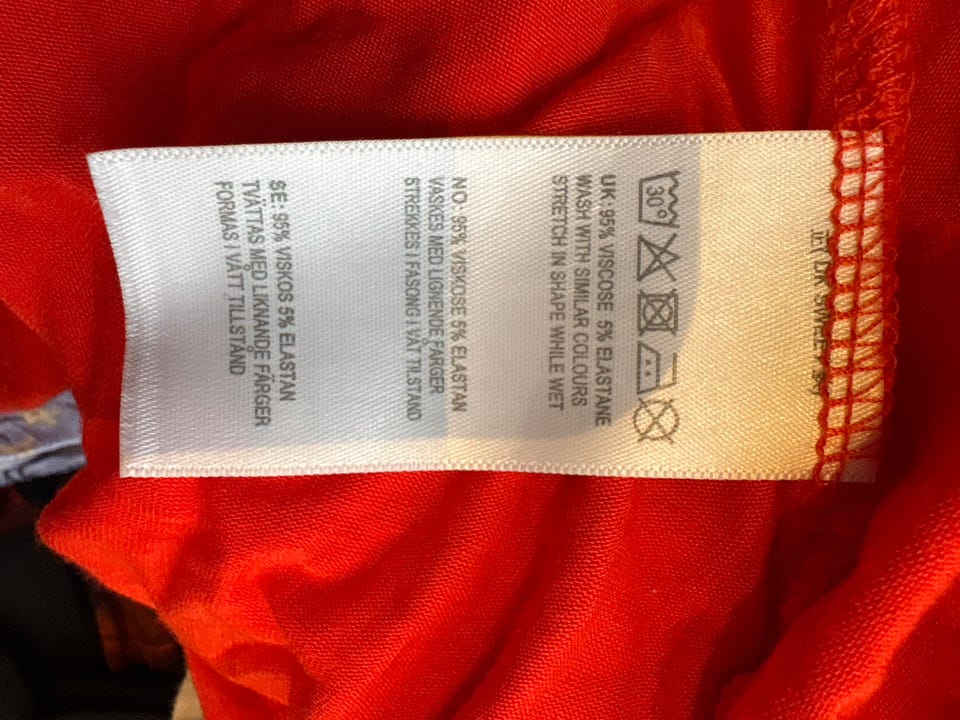 30°
UK: 95% VISCOSE 5% ELASTANE
WASH WITH SIMILAR COLOURS
STRETCH IN SHAPE WHILE WET
NO: 95% VISKOSE 5% ELASTAN
VASKES MED LIGNENDE FARGER
STREKKES I FASONG I VÅT TILSTAND
SE: 95% VISKOS 5% ELASTAN
TVÄTTAS MED LIKNANDE FÄRGER
FORMAS I VÅTT TILLSTÅND